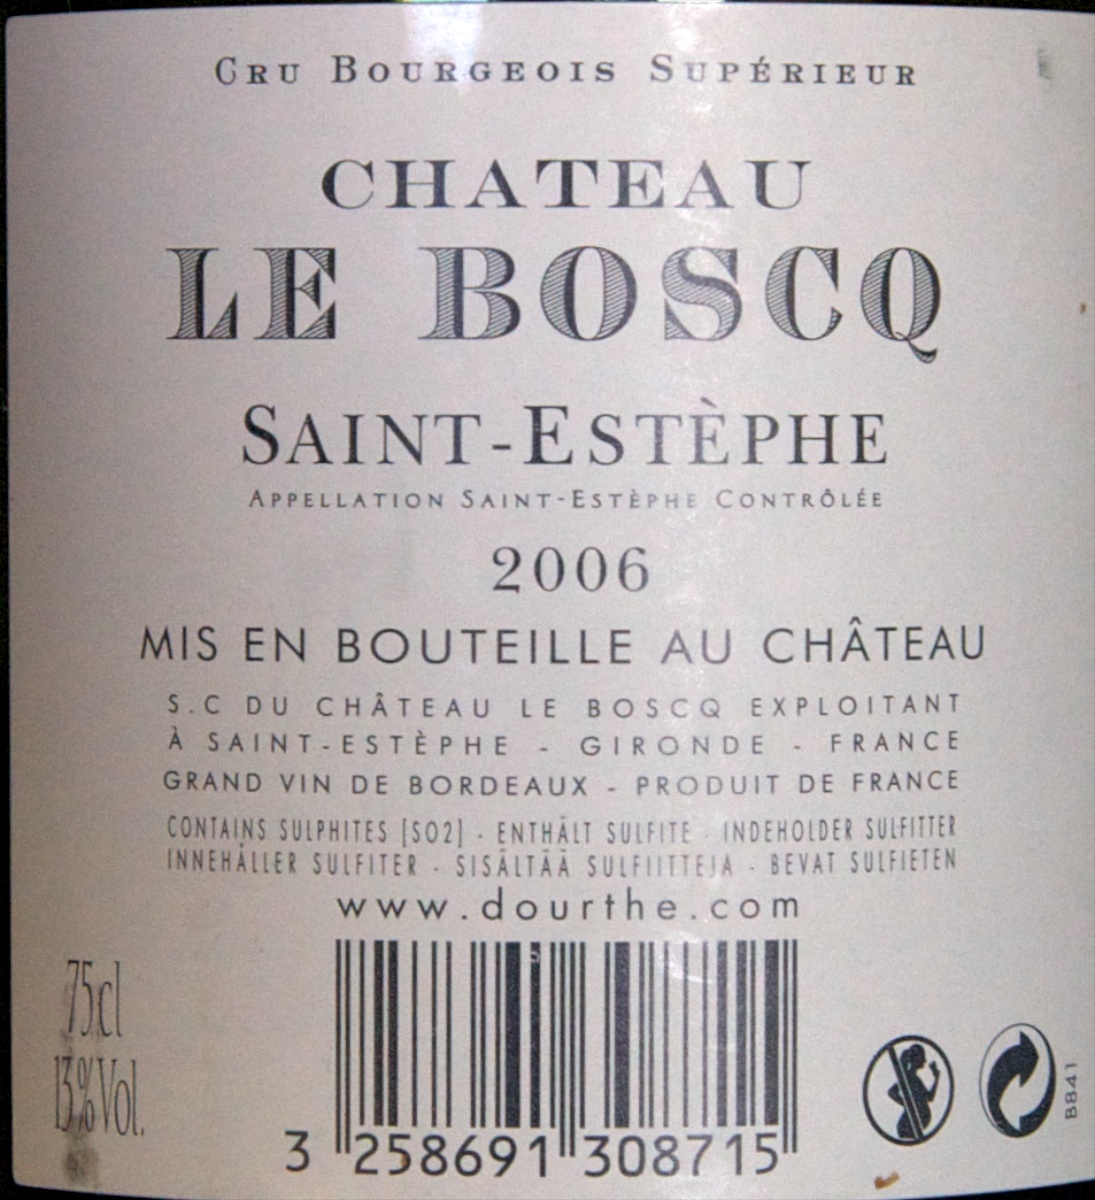 CRU BOURGEOIS SUPÉRIEUR
CHATEAU
LE BOSCQ
SAINT-ESTÈPHE
APPELLATION SAINT-ESTÈPHE CONTRÔLÉE
2006
MIS EN BOUTEILLE AU CHÂTEAU
S.C DU CHÂTEAU LE BOSCQ EXPLOITANT
À SAINT-ESTÈPHE - GIRONDE - FRANCE
GRAND VIN DE BORDEAUX - PRODUIT DE FRANCE
CONTAINS SULPHITES [SO2] - ENTHÄLT SULFITE - INDEHOLDER SULFITTER
INNEHÅLLER SULFITER - SISÄLTÄÄ SULFIITTEJA - BEVAT SULFIETEN
www.dourthe.com
75cl
13%Vol.
3 258691 308715
B841